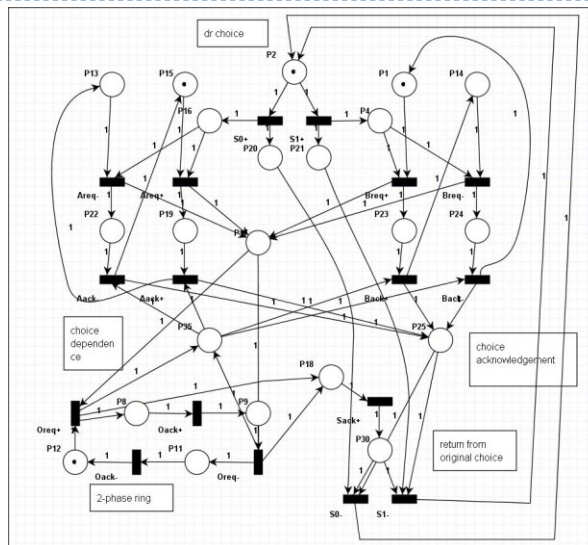 dr choice
P2
P13
P15
P1
P14
P16
P4
S0+
S1+
P20
P21
Areq-
Areq+
Breq+
Breq-
P22
P19
P23
P24
Aack-
Aack+
Back+
P35
P25
choice
dependen
ce
choice
acknowledgement
P18
P8
P9
Sack+
Oreq+
Oack+
P30
return from
original choice
P12
P11
Oack-
Oreq-
2-phase ring
S0-
S1-